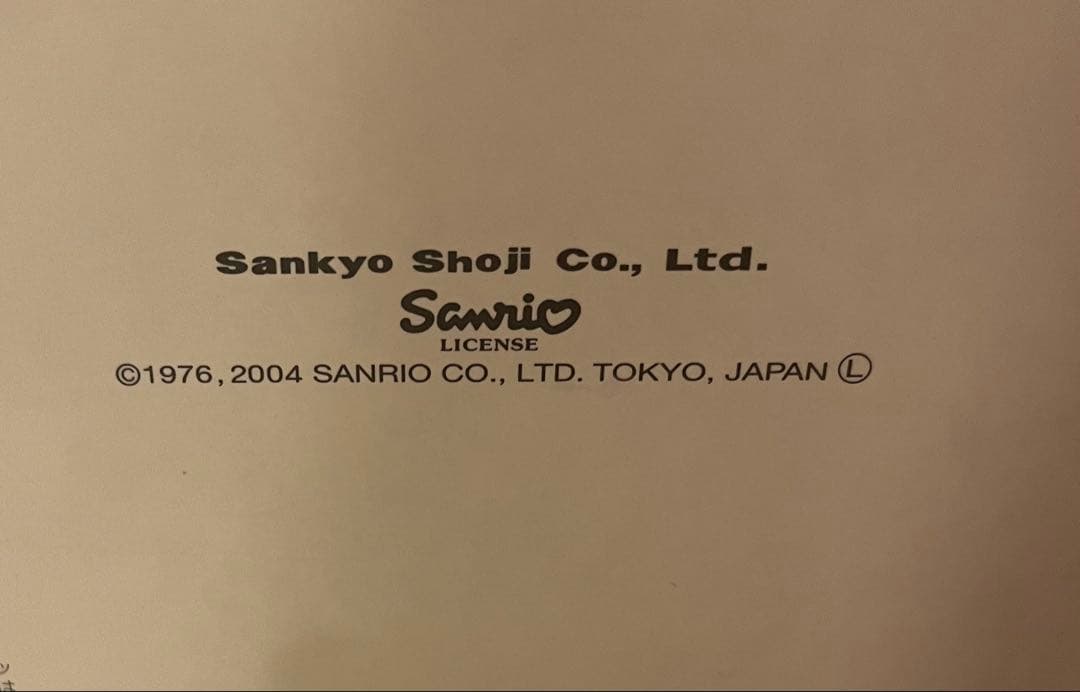 Sankyo Shoji Co., Ltd.
Sanrio
LICENSE
©1976, 2004 SANRIO CO., LTD. TOKYO, JAPAN Ⓛ